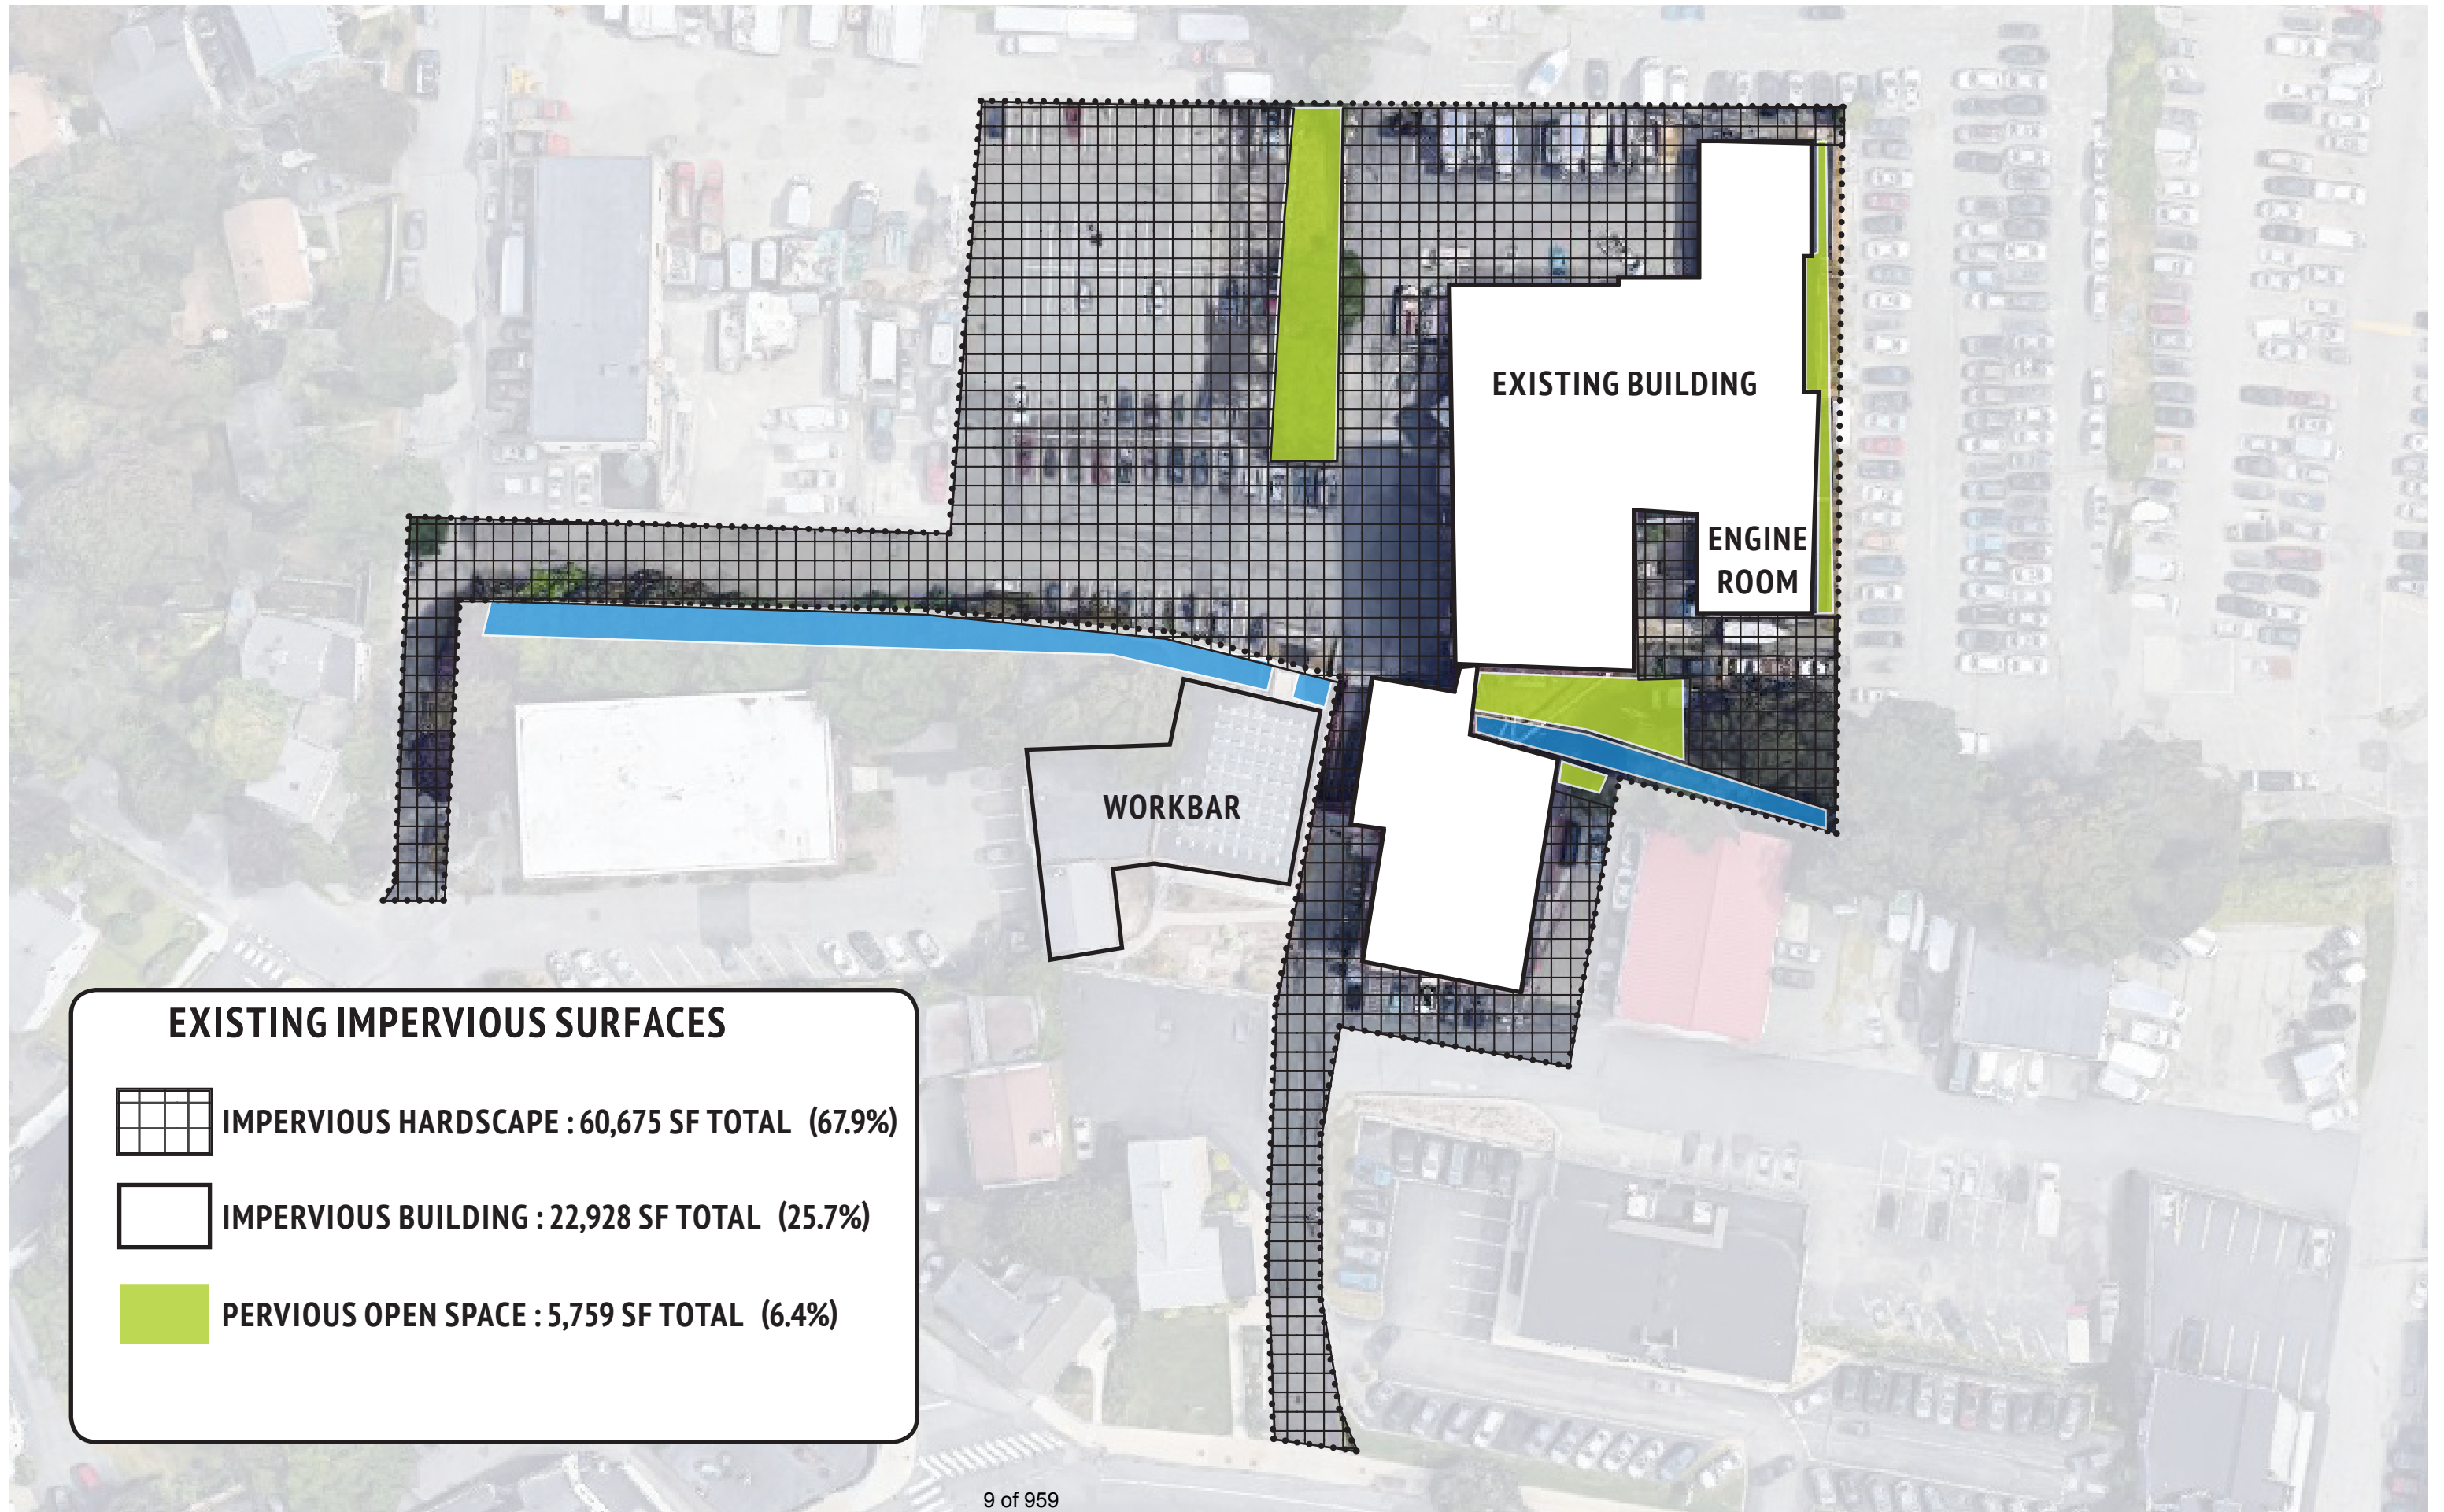 EXISTING BUILDING
ENGINE
ROOM
WORKBAR
EXISTING IMPERVIOUS SURFACES
IMPERVIOUS HARDSCAPE : 60,675 SF TOTAL (67.9%)
IMPERVIOUS BUILDING : 22,928 SF TOTAL (25.7%)
PERVIOUS OPEN SPACE : 5,759 SF TOTAL (6.4%)
9 of 959